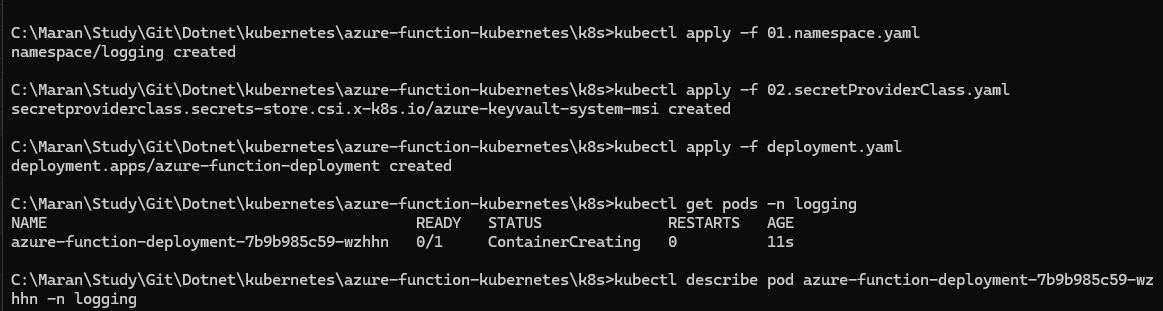 C:\Maran\Study\Git\Dotnet\kubernetes\azure-function-kubernetes\k8s>kubectl apply -f 01.namespace.yaml
namespace/logging created
C:\Maran\Study\Git\Dotnet\kubernetes\azure-function-kubernetes\k8s>kubectl apply -f 02.secretProviderClass.yaml
secretproviderclass.secrets-store.csi.x-k8s.io/azure-keyvault-system-msi created
C:\Maran\Study\Git\Dotnet\kubernetes\azure-function-kubernetes\k8s>kubectl apply -f deployment.yaml
deployment.apps/azure-function-deployment created
C:\Maran\Study\Git\Dotnet\kubernetes\azure-function-kubernetes\k8s>kubectl get pods -n logging
NAME                                         READY   STATUS              RESTARTS   AGE
azure-function-deployment-7b9b985c59-wzhhn   0/1     ContainerCreating   0          11s
C:\Maran\Study\Git\Dotnet\kubernetes\azure-function-kubernetes\k8s>kubectl describe pod azure-function-deployment-7b9b985c59-wz
hhn -n logging